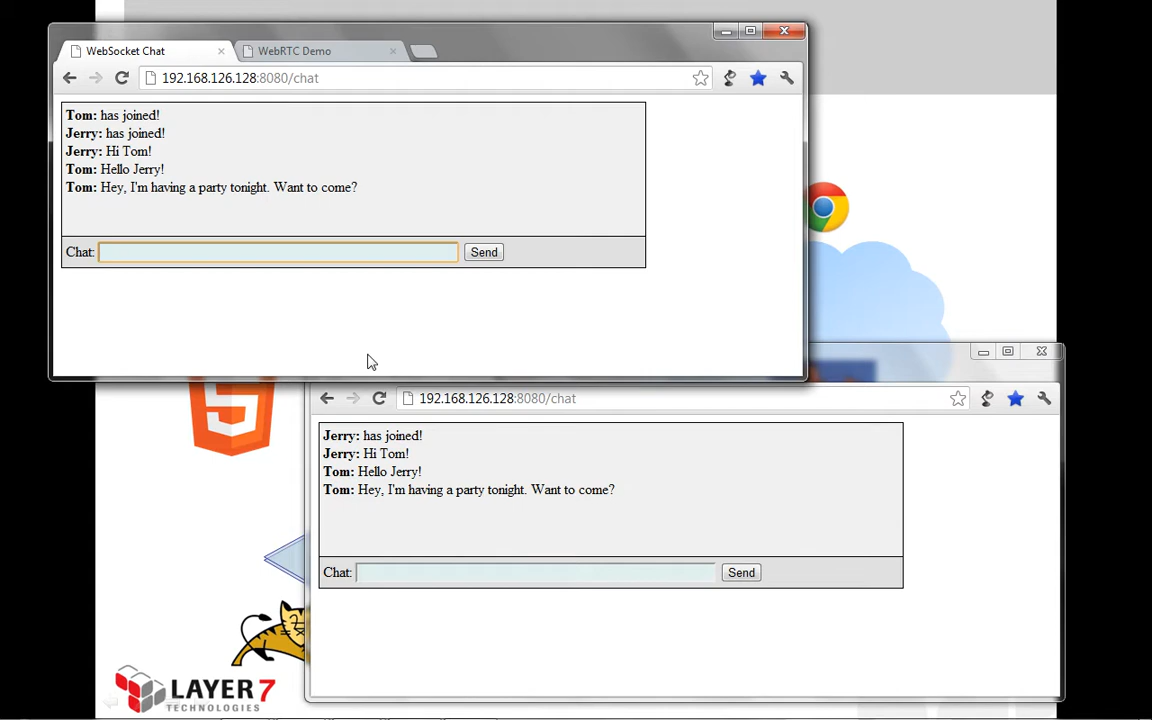 WebSocket Chat
WebRTC Demo
192.168.126.128:8080/chat
Tom: has joined!
Jerry: has joined!
Jerry: Hi Tom!
Tom: Hello Jerry!
Tom: Hey, I'm having a party tonight. Want to come?
Chat:
Send
192.168.126.128:8080/chat
Jerry: has joined!
Jerry: Hi Tom!
Tom: Hello Jerry!
Tom: Hey, I'm having a party tonight. Want to come?
Chat:
Send
LAYER 7
TECHNOLOGIES